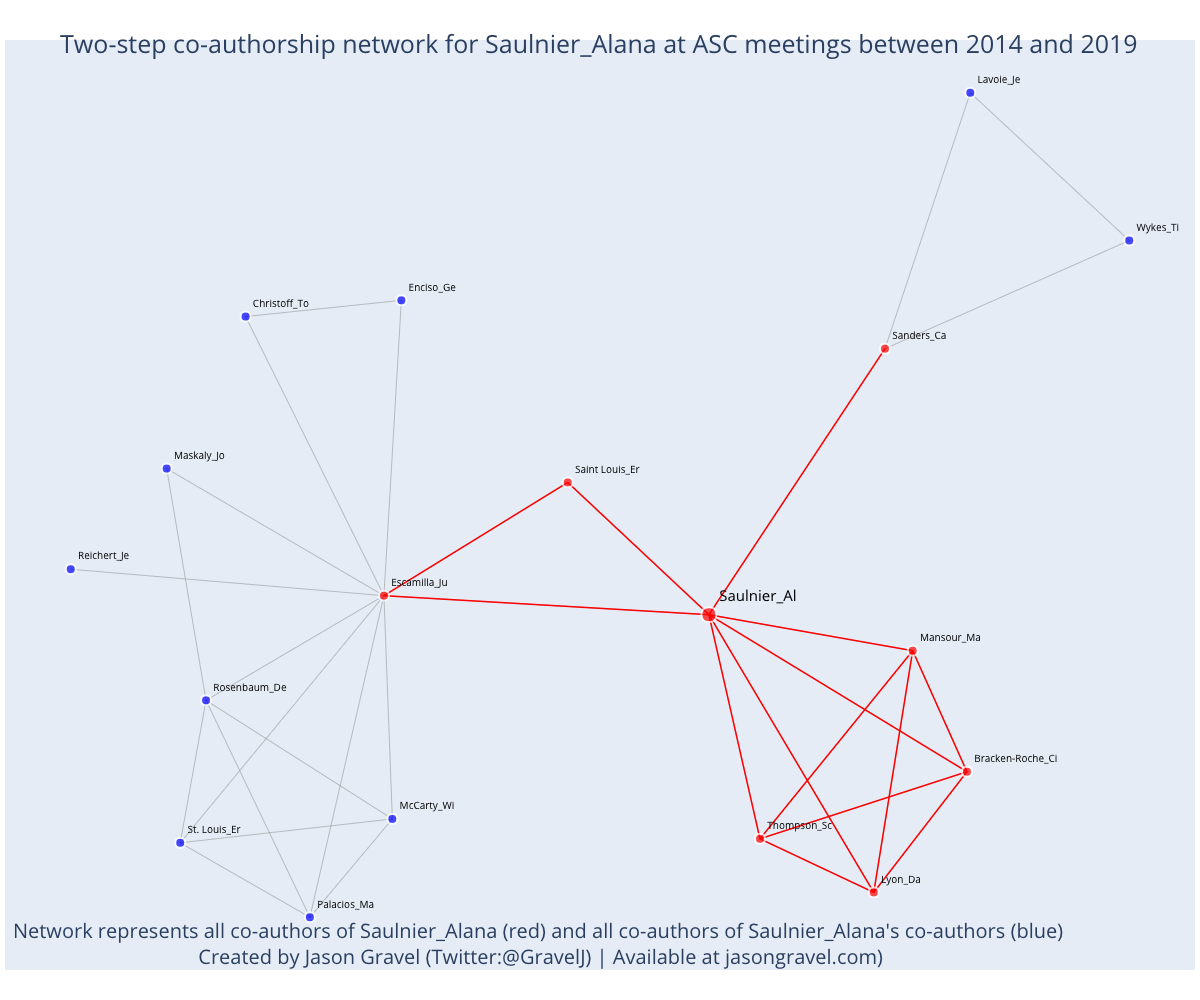 Two-step co-authorship network for Saulnier_Alana at ASC meetings between 2014 and 2019
Lavoie_Je
Wykes_Ti
Enciso_Ge
Christoff_To
Sanders_Ca
Maskaly_Jo
Saint Louis_Er
Reichert_Je
Escamilla_Ju
Saulnier_Al
Mansour_Ma
Rosenbaum_De
Bracken-Roche_Ci
McCarty_Wi
Thompson_Sc
St. Louis_Er
Lyon_Da
Palacios_Ma
Network represents all co-authors of Saulnier_Alana (red) and all co-authors of Saulnier_Alana's co-authors (blue)
Created by Jason Gravel (Twitter:@GravelJ) | Available at jasongravel.com)